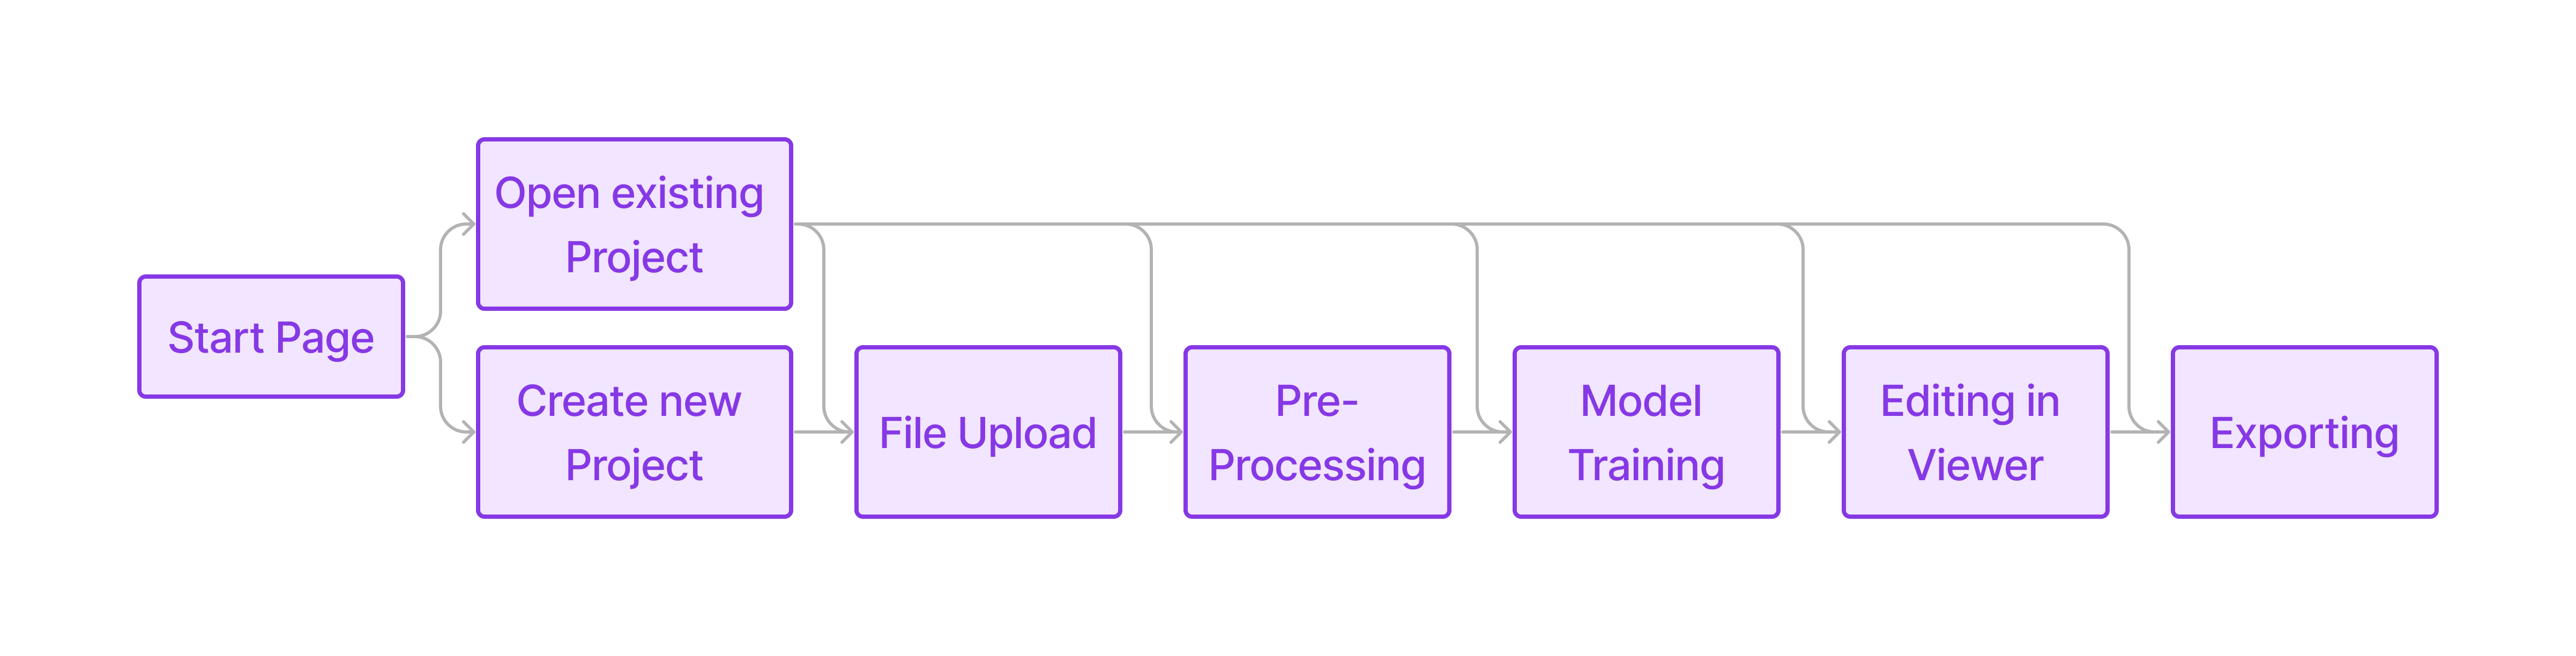 Start Page
Open existing
Project
Create new
Project
File Upload
Pre-
Processing
Model
Training
Editing in
Viewer
Exporting